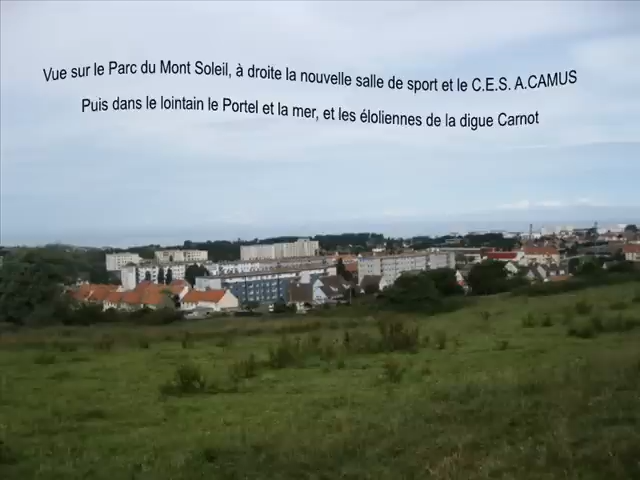 Vue sur le Parc du Mont Soleil, à droite la nouvelle salle de sport et le C.E.S. A.CAMUS
Puis dans le lointain le Portel et la mer, et les éloliennes de la digue Carnot